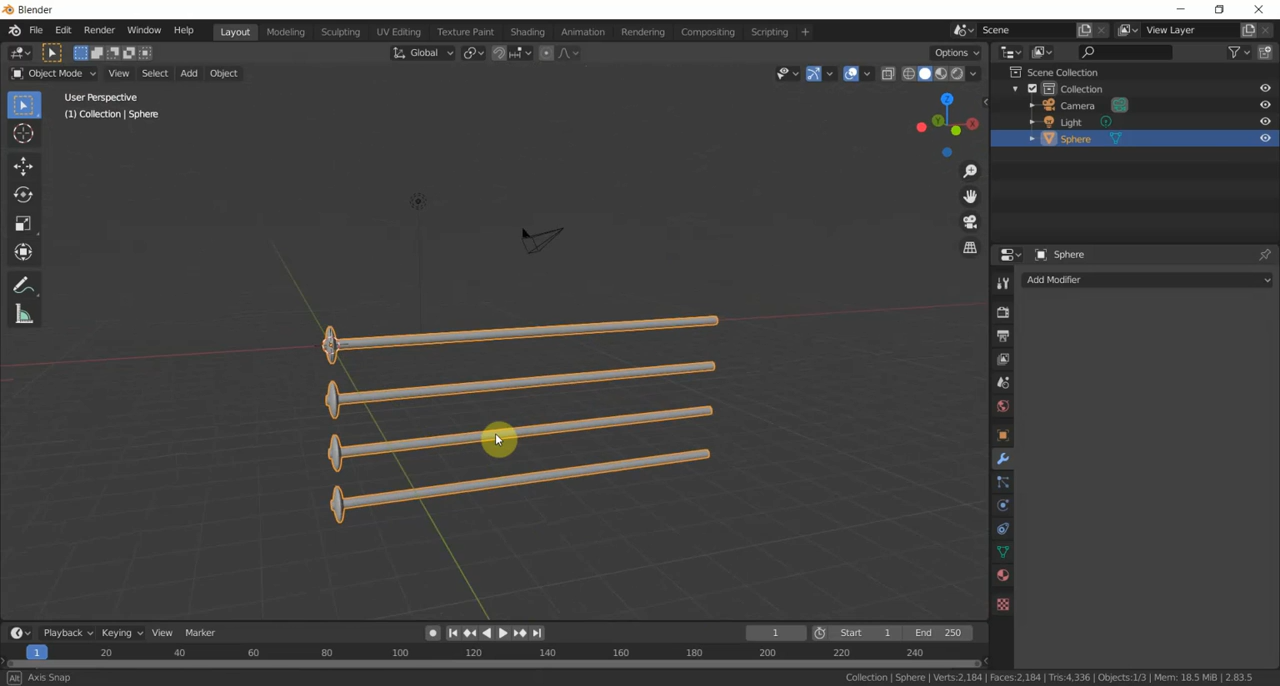 Blender
File Edit Render Window Help Layout Modeling Sculpting UV Editing Texture Paint Shading Animation Rendering Compositing Scripting + Scene View Layer
Global Options
Object Mode View Select Add Object
Scene Collection
Collection
Camera
Light
Sphere
User Perspective
(1) Collection | Sphere
Z
Y
X
Sphere
Add Modifier
Playback Keying View Marker 1 Start 1 End 250
1 20 40 60 80 100 120 140 160 180 200 220 240
Alt Axis Snap Collection | Sphere | Verts:2,184 | Faces:2,184 | Tris:4,336 | Objects:1/3 | Mem: 18.5 MiB | 2.83.5